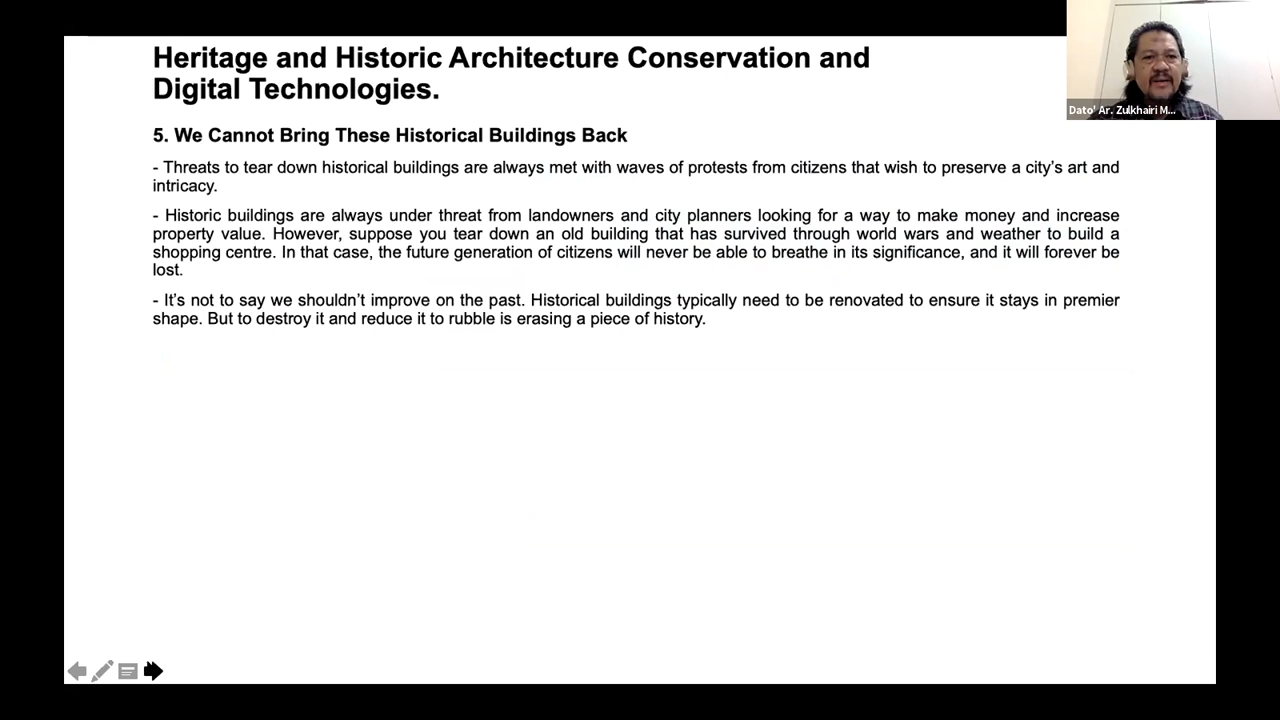 Heritage and Historic Architecture Conservation and
Digital Technologies.
Dato' Ar. Zulkhairi M...
5. We Cannot Bring These Historical Buildings Back
- Threats to tear down historical buildings are always met with waves of protests from citizens that wish to preserve a city’s art and
intricacy.
- Historic buildings are always under threat from landowners and city planners looking for a way to make money and increase
property value. However, suppose you tear down an old building that has survived through world wars and weather to build a
shopping centre. In that case, the future generation of citizens will never be able to breathe in its significance, and it will forever be
lost.
- It’s not to say we shouldn’t improve on the past. Historical buildings typically need to be renovated to ensure it stays in premier
shape. But to destroy it and reduce it to rubble is erasing a piece of history.